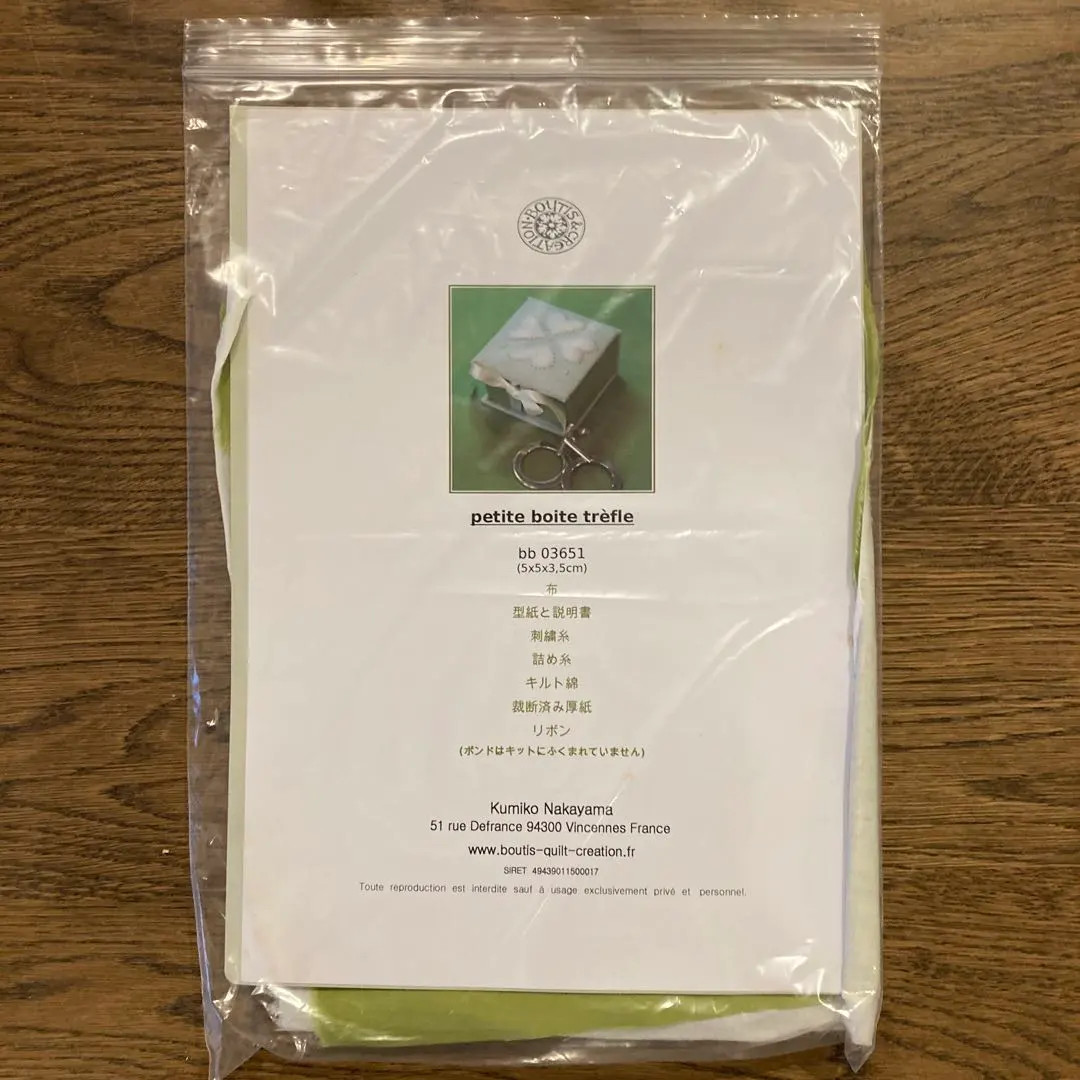 BOUTIS & CREATION
petite boite trèfle
bb 03651
(5x5x3,5cm)
布
型紙と説明書
刺繍糸
詰め糸
キルト綿
裁断済み厚紙
リボン
(ボンドはキットにふくまれていません)
Kumiko Nakayama
51 rue Defrance 94300 Vincennes France
www.boutis-quilt-creation.fr
SIRET 49439011500017
Toute reproduction est interdite sauf à usage exclusivement privé et personnel.